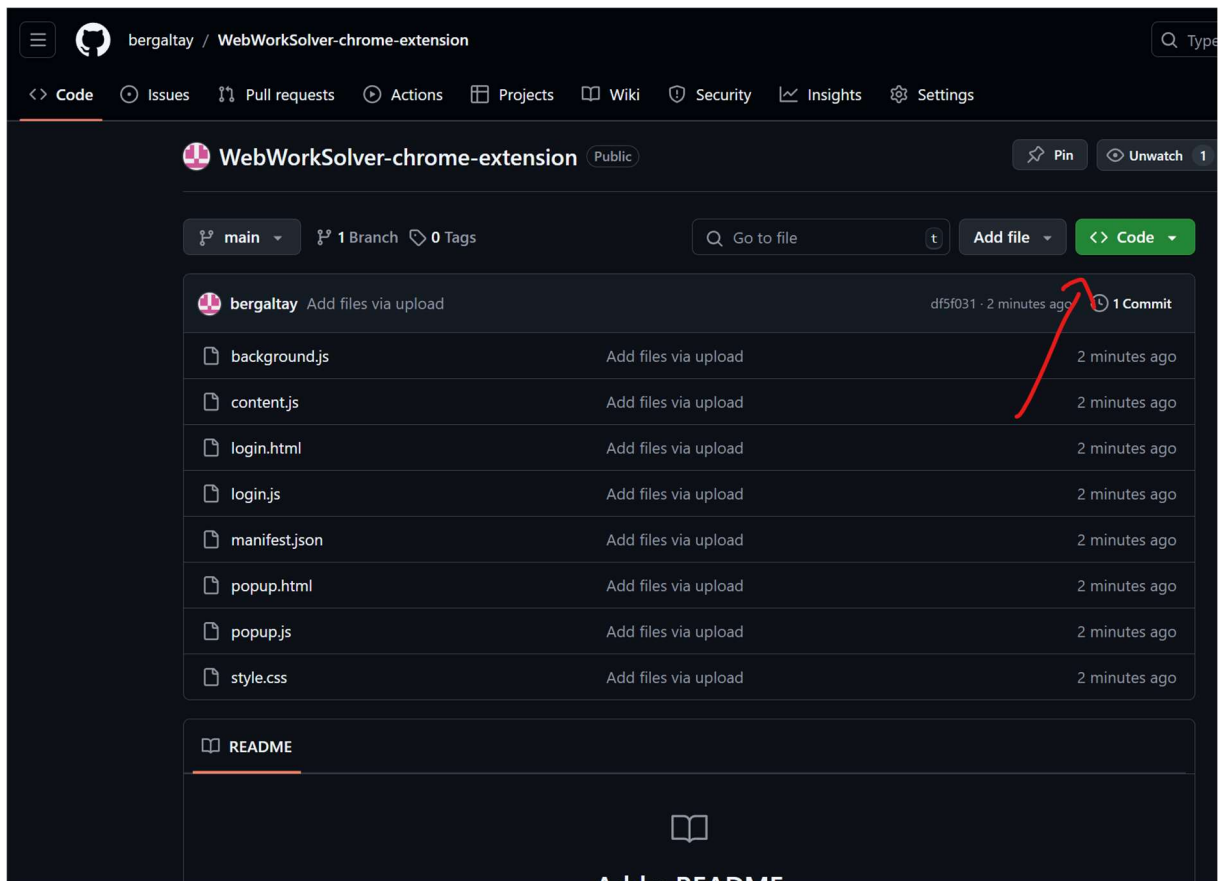 bergaltay / WebWorkSolver-chrome-extension
Type
Code Issues Pull requests Actions Projects Wiki Security Insights Settings
WebWorkSolver-chrome-extension Public Pin Unwatch 1
main 1 Branch 0 Tags Go to file t Add file Code
bergaltay Add files via upload df5f031 · 2 minutes ago 1 Commit
background.js Add files via upload 2 minutes ago
content.js Add files via upload 2 minutes ago
login.html Add files via upload 2 minutes ago
login.js Add files via upload 2 minutes ago
manifest.json Add files via upload 2 minutes ago
popup.html Add files via upload 2 minutes ago
popup.js Add files via upload 2 minutes ago
style.css Add files via upload 2 minutes ago
README
Add a README